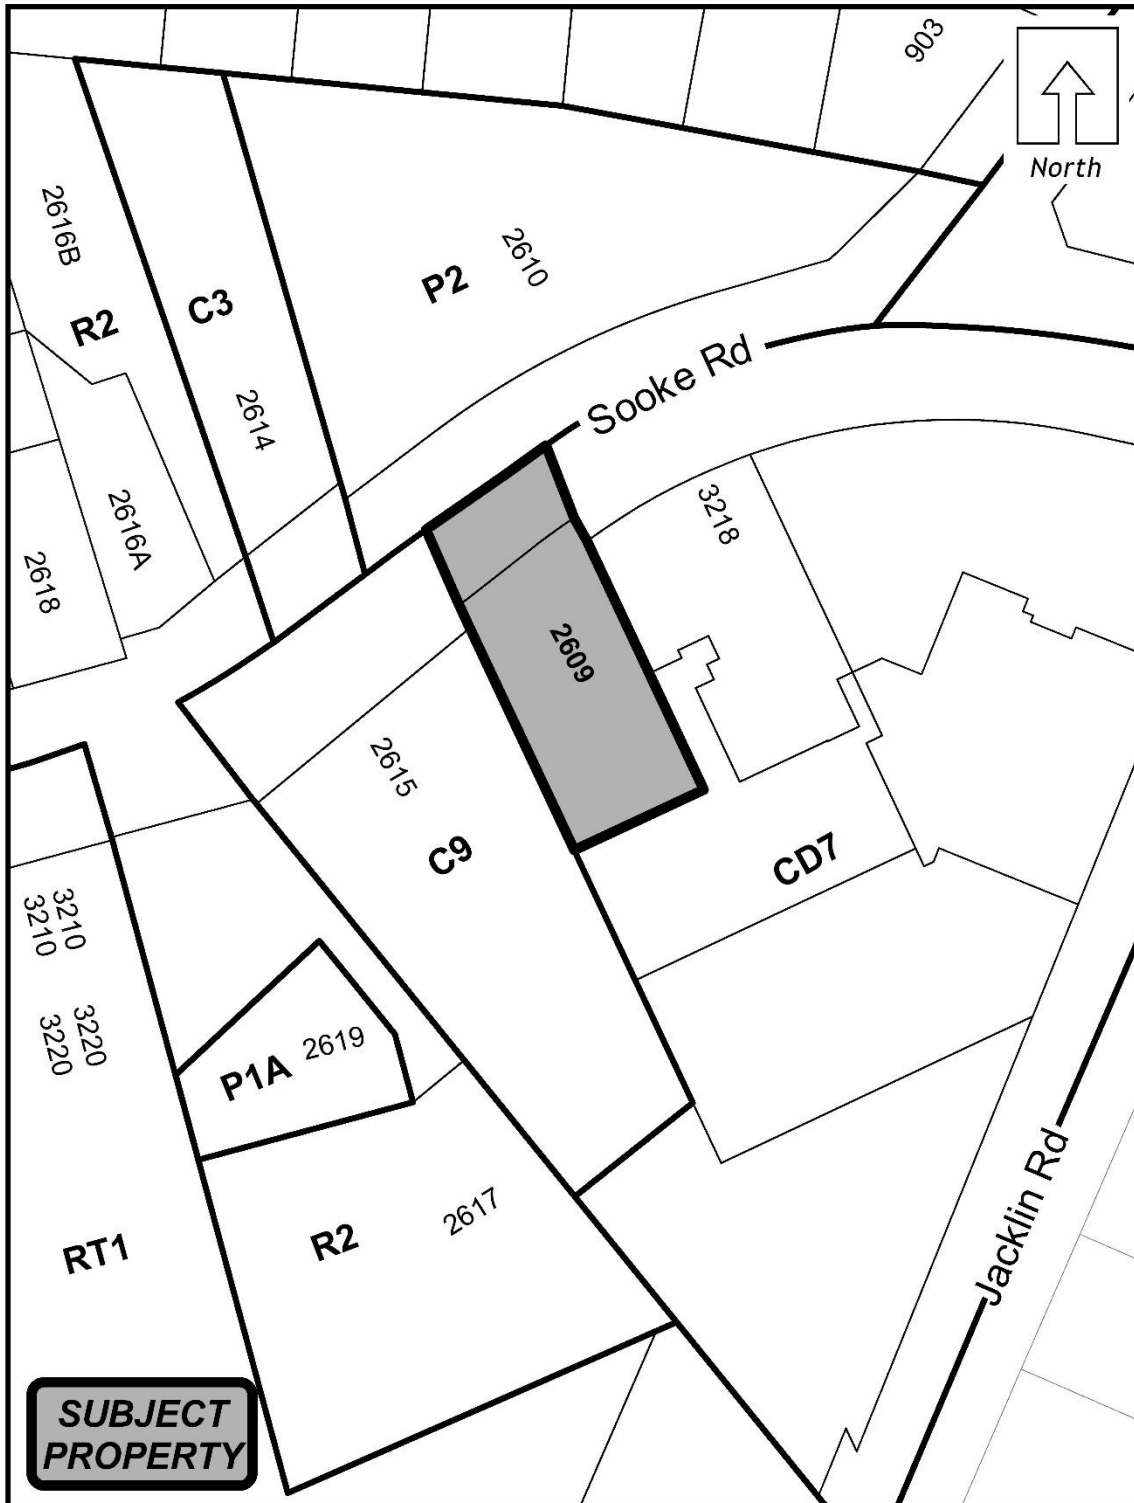 903
North
2616B
R2
C3
P2
2610
Sooke Rd
2614
2616A
2618
3218
2609
2615
C9
CD7
3210
3210
3220
3220
P1A
2619
RT1
R2
2617
Jacklin Rd
SUBJECT
PROPERTY